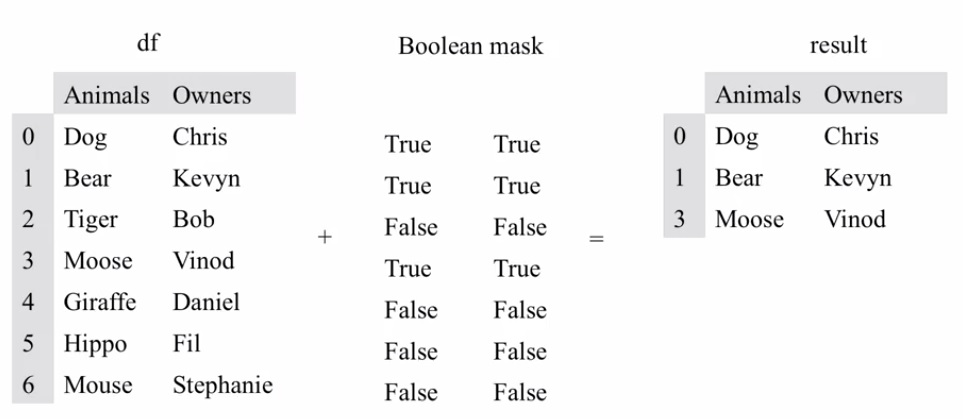 df Boolean mask result
Animals Owners Animals Owners
0 Dog Chris True True 0 Dog Chris
1 Bear Kevyn True True 1 Bear Kevyn
2 Tiger Bob False False 3 Moose Vinod
+ =
3 Moose Vinod True True
4 Giraffe Daniel False False
5 Hippo Fil False False
6 Mouse Stephanie False False